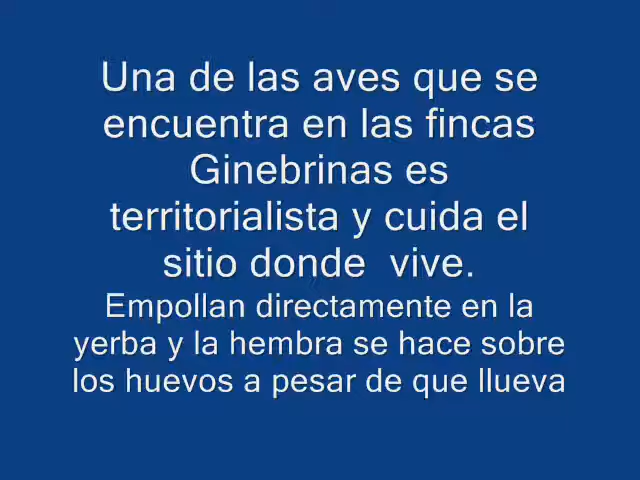 Una de las aves que se
encuentra en las fincas
Ginebrinas es
territorialista y cuida el
sitio donde  vive.
Empollan directamente en la
yerba y la hembra se hace sobre
los huevos a pesar de que llueva